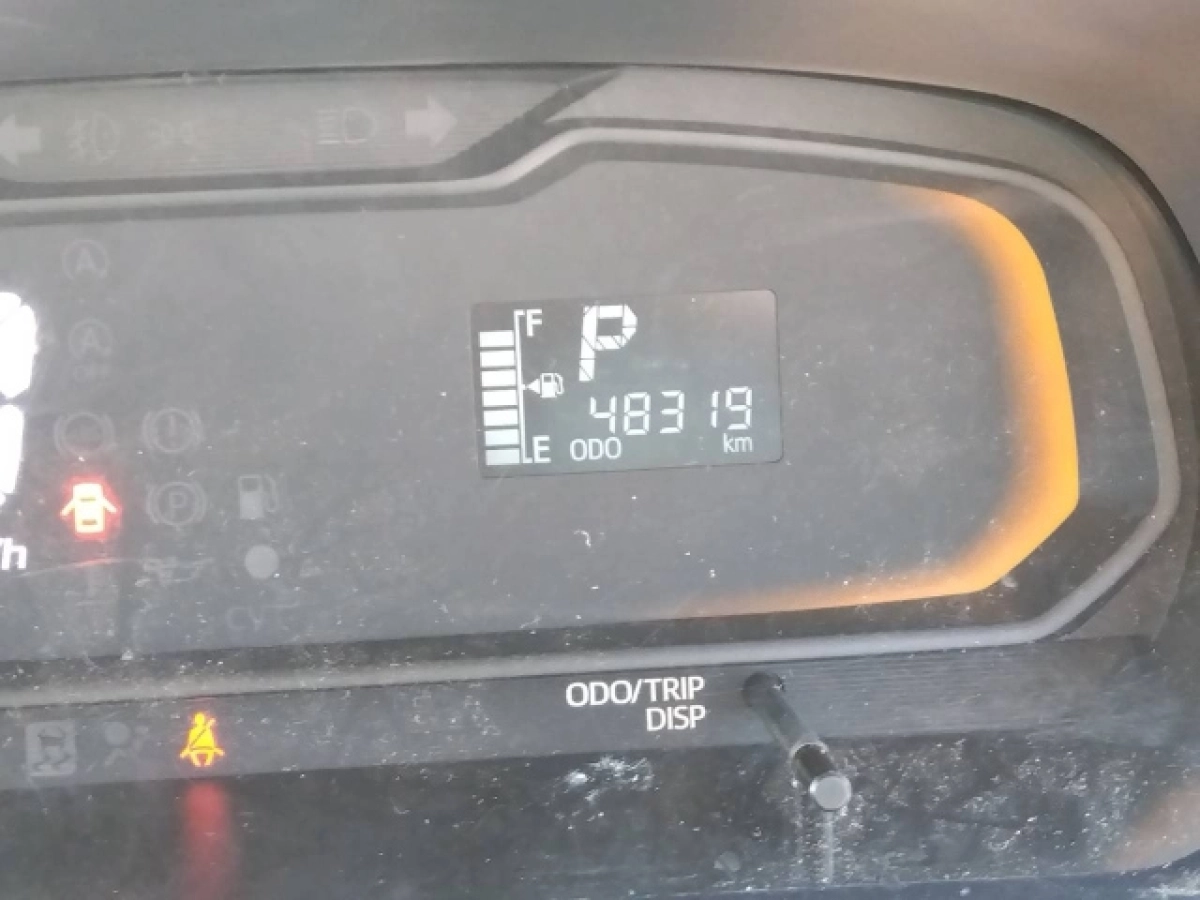 F
P
48319
E ODO km
/h
A
A
P
ODO/TRIP
DISP